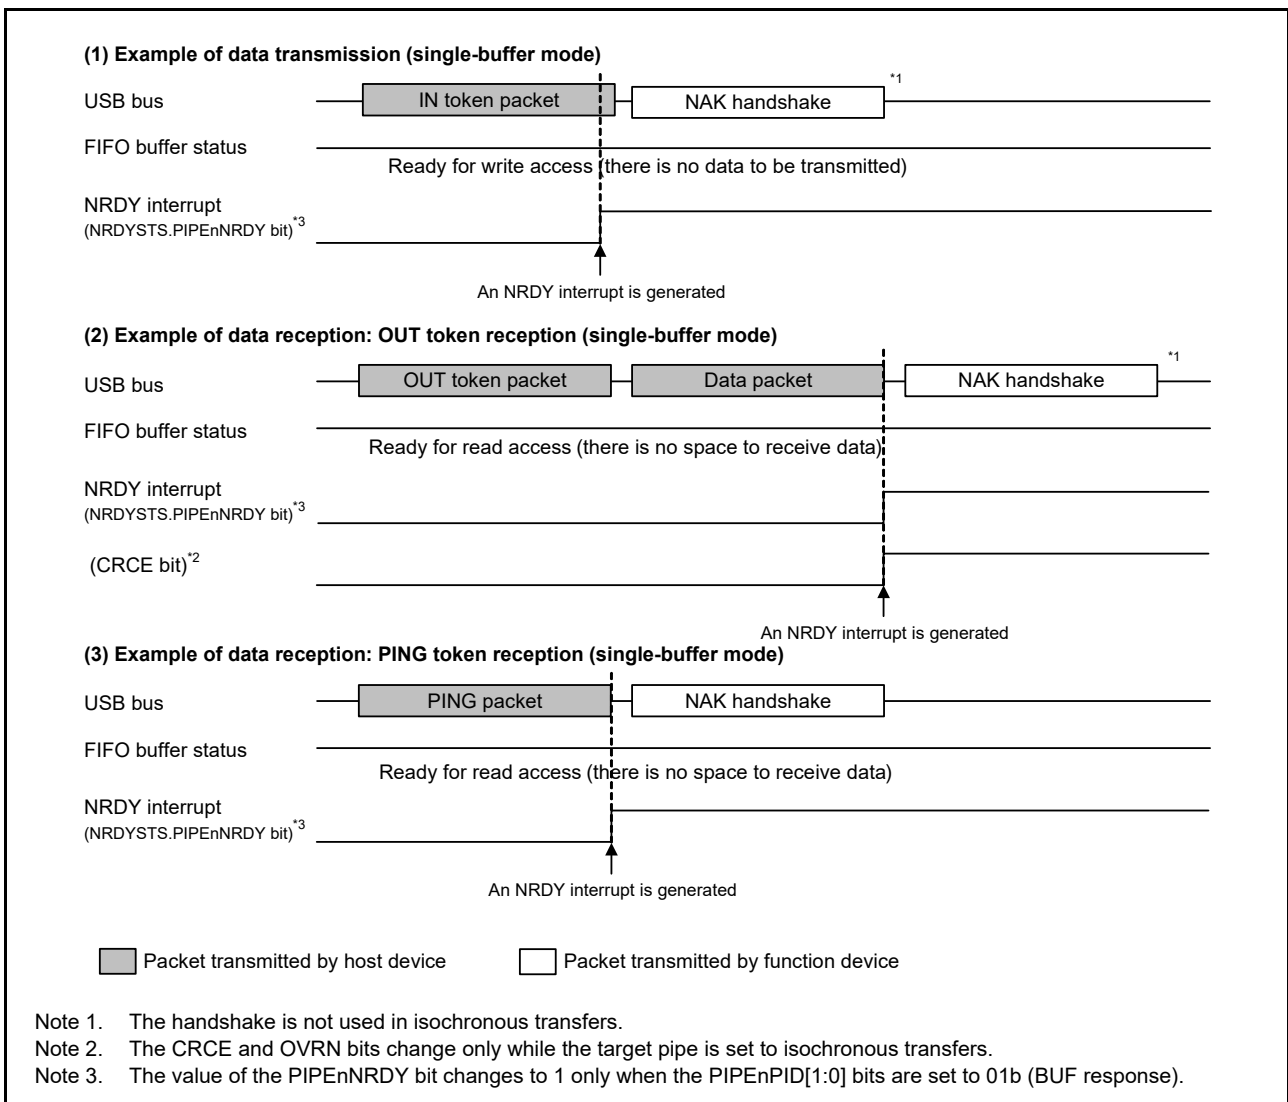 (1) Example of data transmission (single-buffer mode)
USB bus
IN token packet
NAK handshake
*1
FIFO buffer status
Ready for write access (there is no data to be transmitted)
NRDY interrupt
(NRDYSTS.PIPEnNRDY bit)*3
An NRDY interrupt is generated
(2) Example of data reception: OUT token reception (single-buffer mode)
USB bus
OUT token packet
Data packet
NAK handshake
*1
FIFO buffer status
Ready for read access (there is no space to receive data)
NRDY interrupt
(NRDYSTS.PIPEnNRDY bit)*3
(CRCE bit)*2
An NRDY interrupt is generated
(3) Example of data reception: PING token reception (single-buffer mode)
USB bus
PING packet
NAK handshake
FIFO buffer status
Ready for read access (there is no space to receive data)
NRDY interrupt
(NRDYSTS.PIPEnNRDY bit)*3
An NRDY interrupt is generated
Packet transmitted by host device
Packet transmitted by function device
Note 1. The handshake is not used in isochronous transfers.
Note 2. The CRCE and OVRN bits change only while the target pipe is set to isochronous transfers.
Note 3. The value of the PIPEnNRDY bit changes to 1 only when the PIPEnPID[1:0] bits are set to 01b (BUF response).